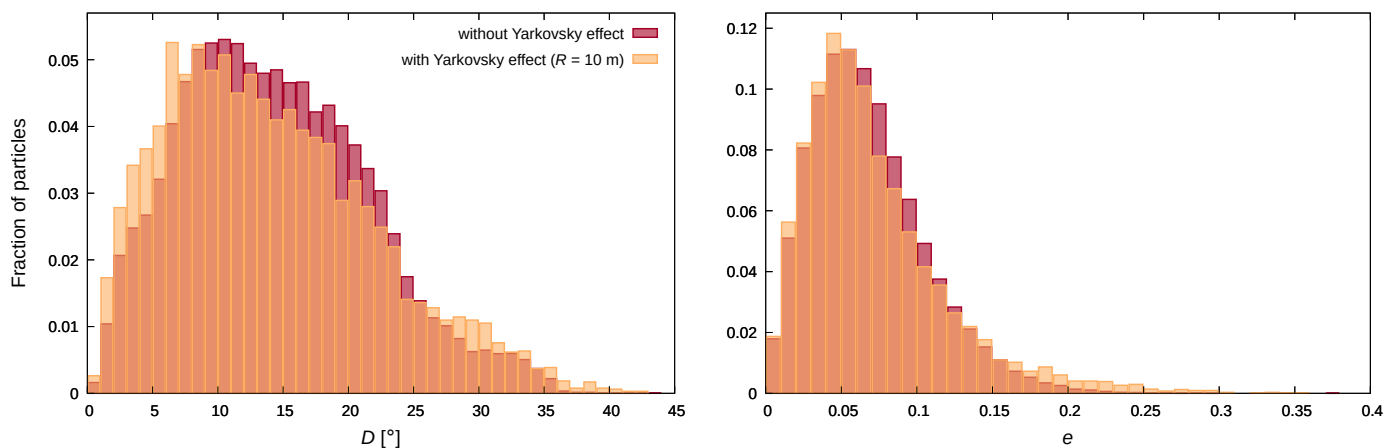 Fraction of particles
0.05
0.04
0.03
0.02
0.01
0
without Yarkovsky effect
with Yarkovsky effect (R = 10 m)
0 5 10 15 20 25 30 35 40 45
D [°]
0.12
0.1
0.08
0.06
0.04
0.02
0
0 0.05 0.1 0.15 0.2 0.25 0.3 0.35 0.4
e